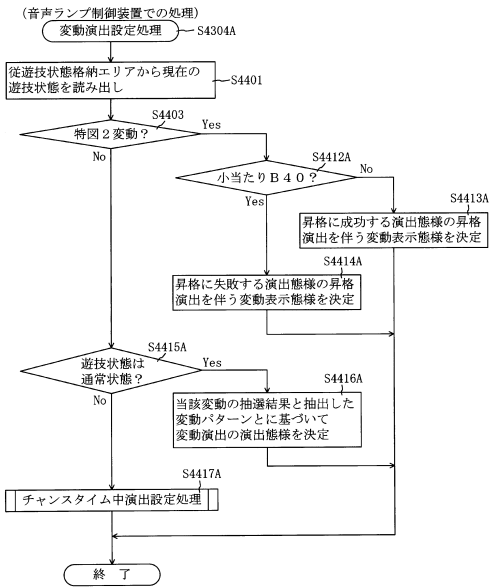 (音声ランプ制御装置での処理)
変動演出設定処理
S4304A
従遊技状態格納エリアから現在の
遊技状態を読み出し
S4401
特図2変動?
S4403
Yes
No
小当たりB40?
S4412A
No
Yes
昇格に成功する演出態様の昇格
演出を伴う変動表示態様を決定
S4413A
昇格に失敗する演出態様の昇格
演出を伴う変動表示態様を決定
S4414A
遊技状態は
通常状態?
S4415A
Yes
No
当該変動の抽選結果と抽出した
変動パターンとに基づいて
変動演出の演出態様を決定
S4416A
チャンスタイム中演出設定処理
S4417A
終 了